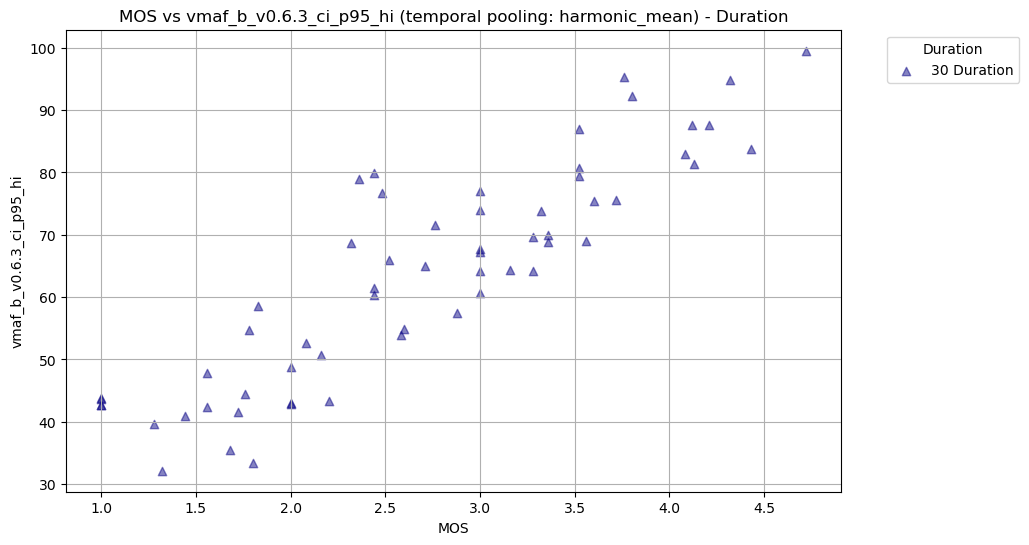 MOS vs vmaf_b_v0.6.3_ci_p95_hi (temporal pooling: harmonic_mean) - Duration
Duration
30 Duration
vmaf_b_v0.6.3_ci_p95_hi
100
90
80
70
60
50
40
30
1.0 1.5 2.0 2.5 3.0 3.5 4.0 4.5
MOS